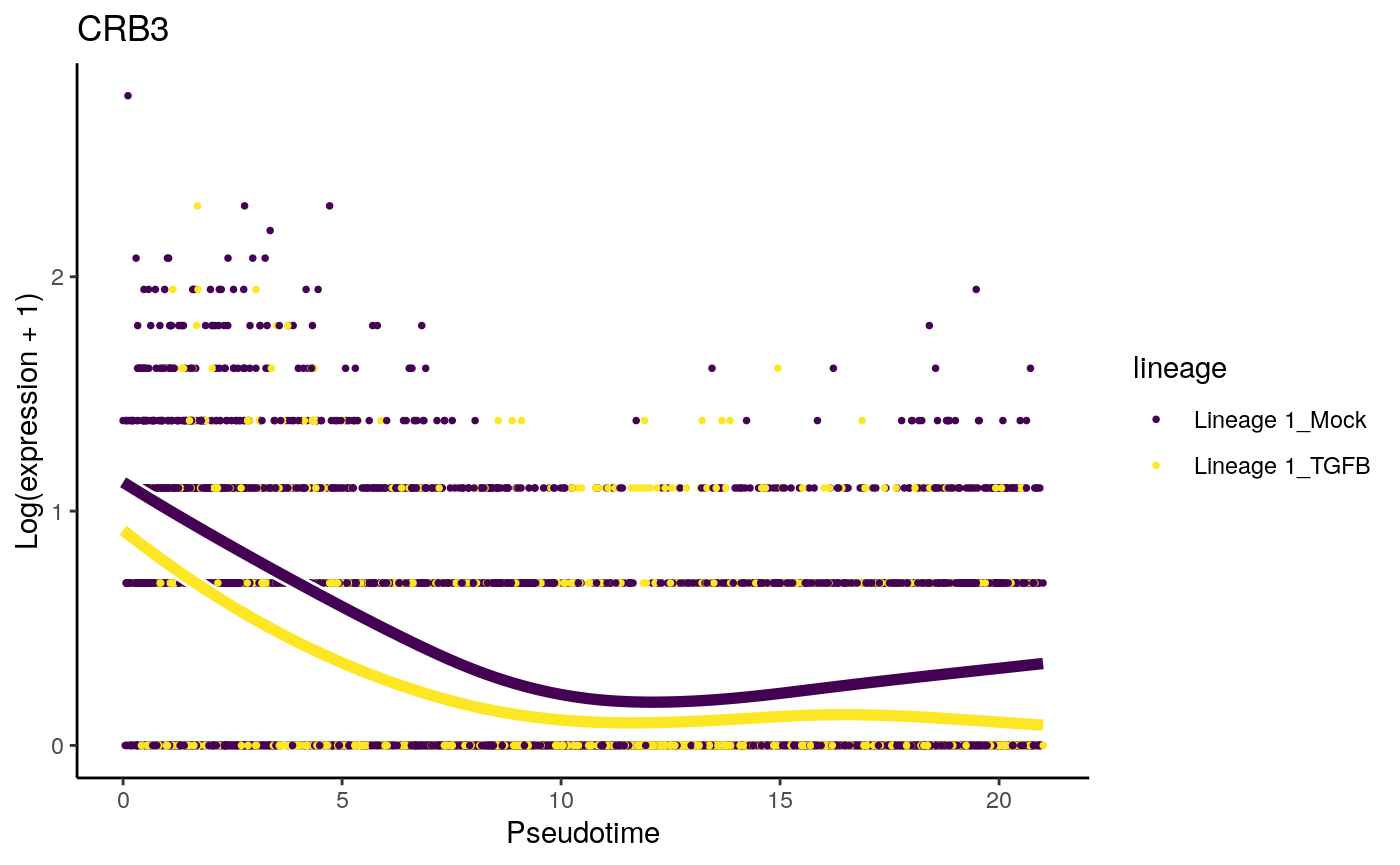 CRB3
Log(expression + 1)
2
1
0
0 5 10 15 20
Pseudotime
lineage
Lineage 1_Mock
Lineage 1_TGFB